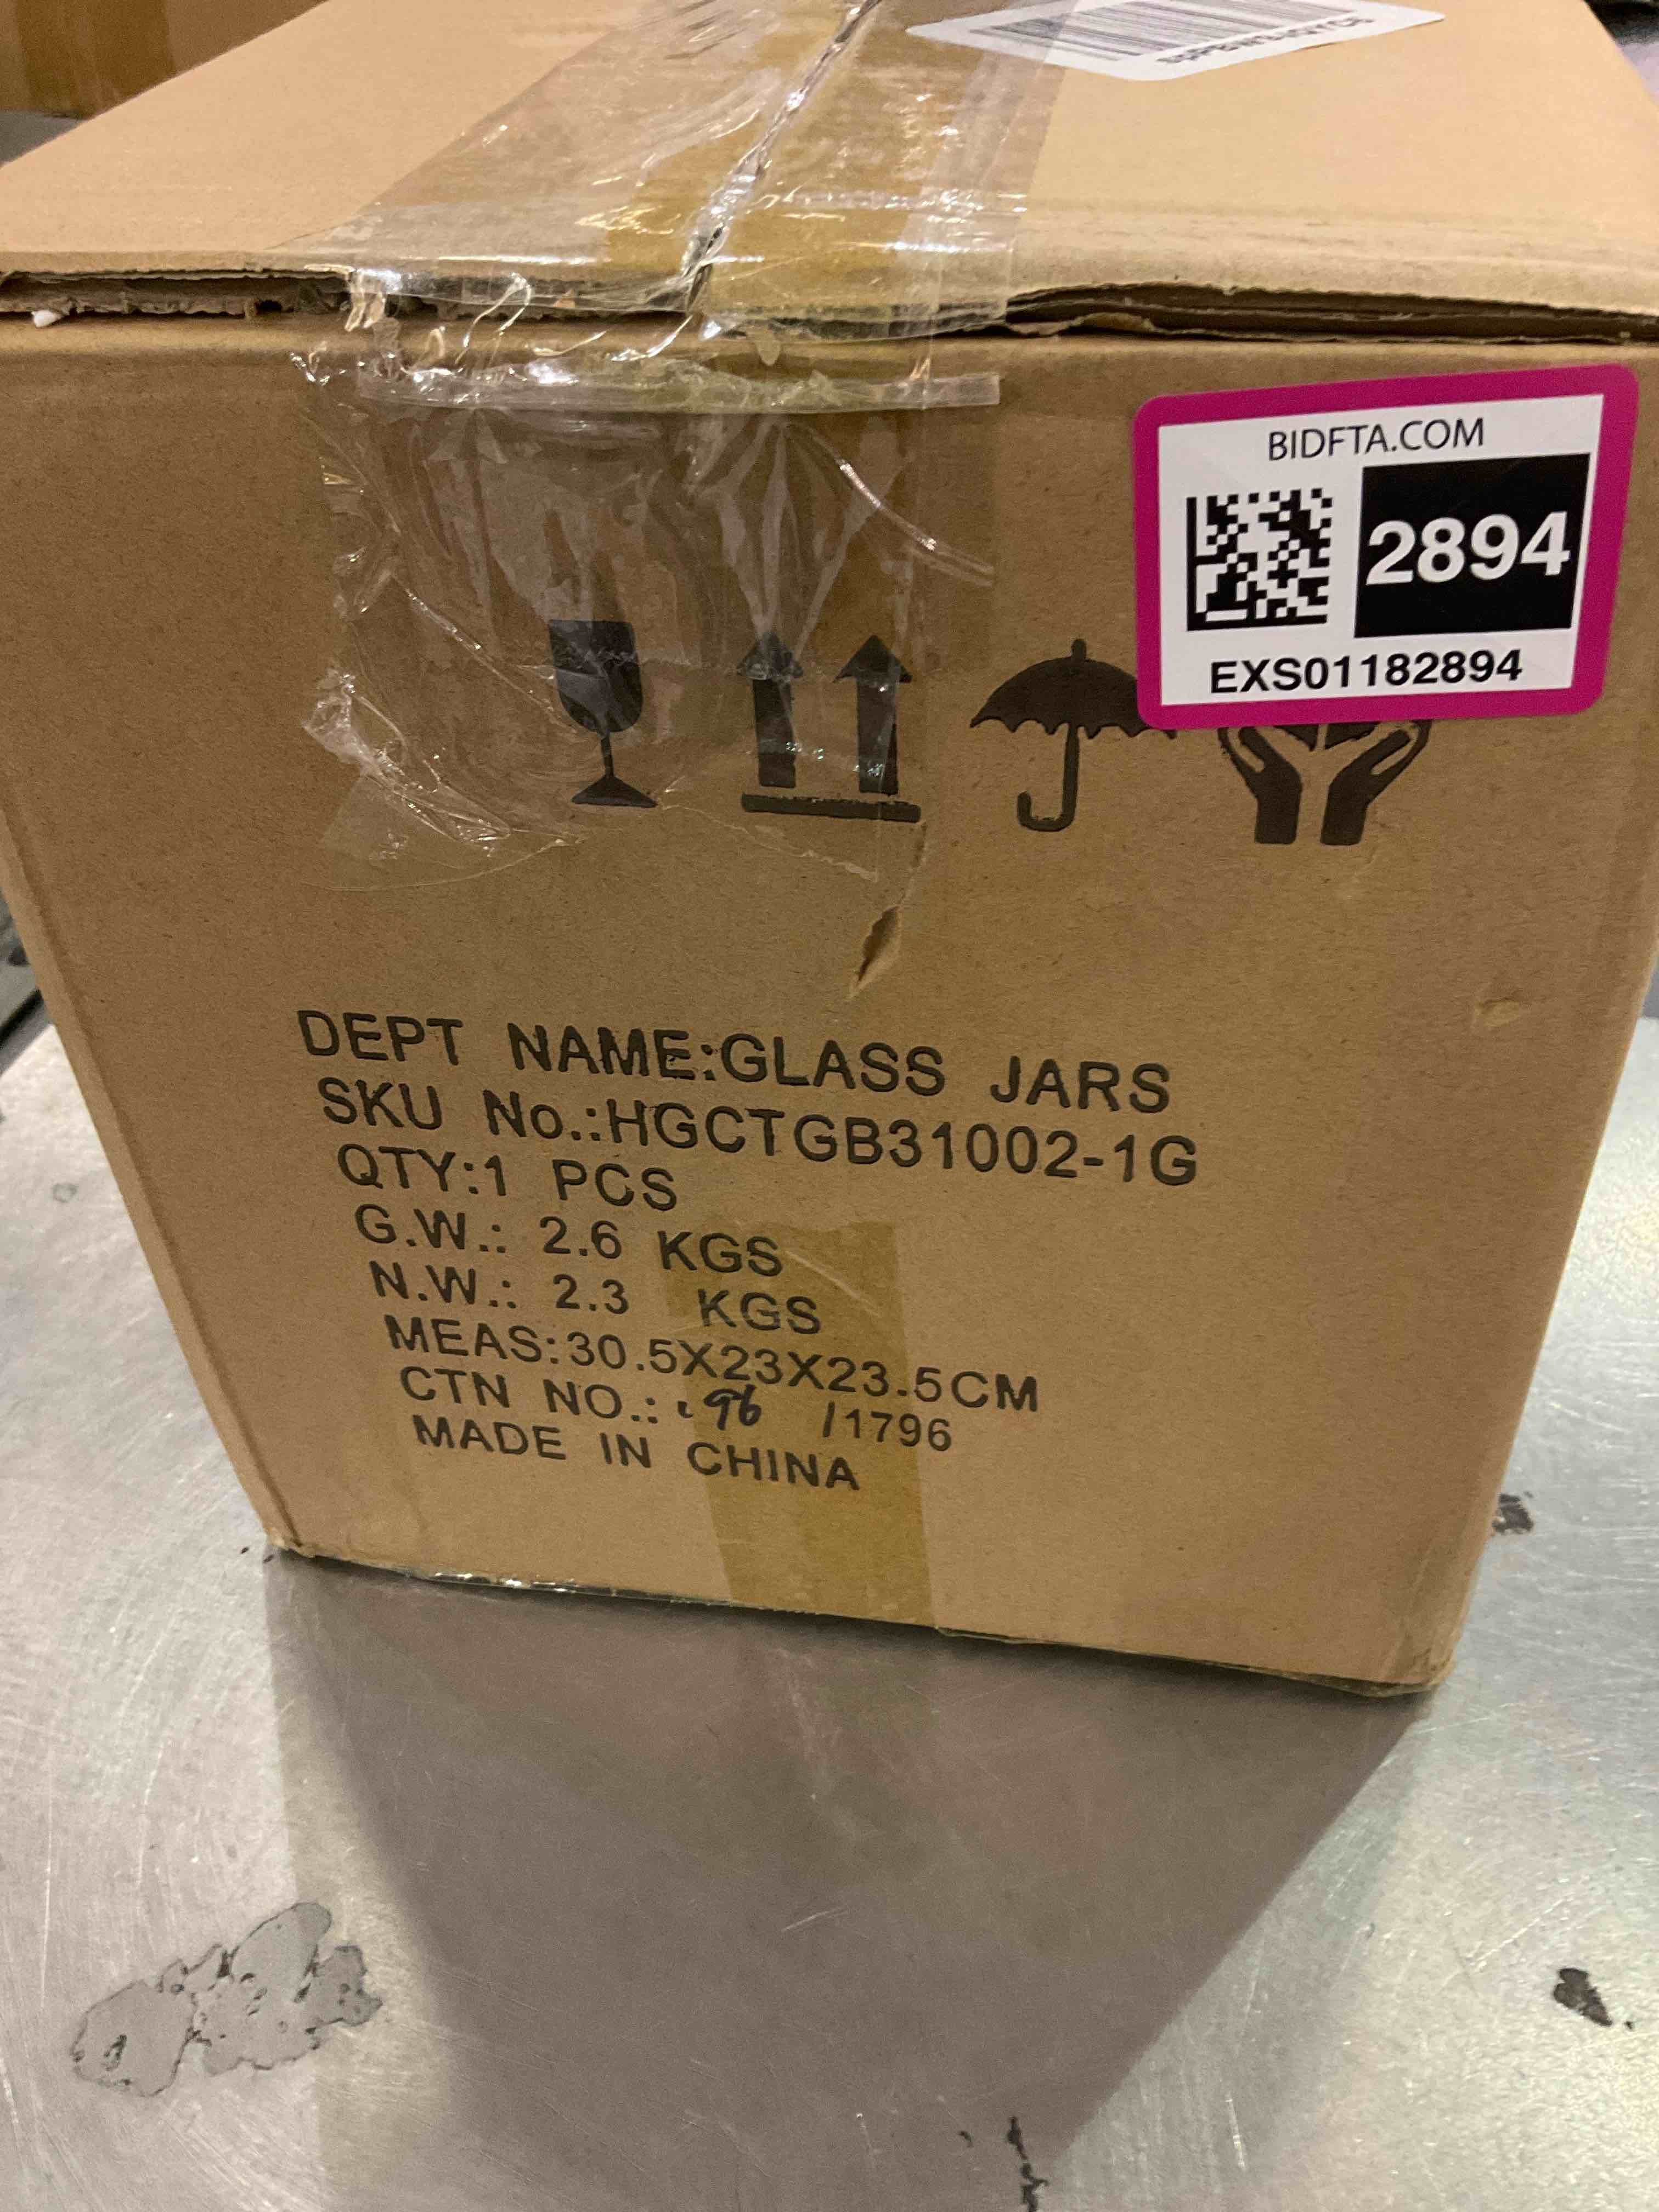 BIDFTA.COM
2894
EXS01182894
DEPT NAME:GLASS JARS
SKU No.:HGCTGB31002-1G
QTY:1 PCS
G.W.: 2.6 KGS
N.W.: 2.3 KGS
MEAS:30.5X23X23.5CM
CTN NO.: 96 /1796
MADE IN CHINA